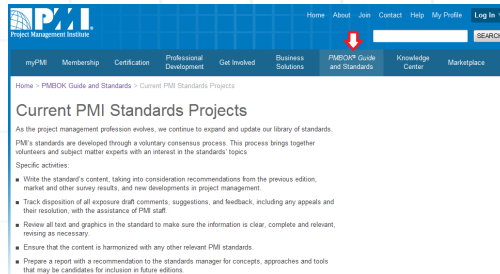 PMI
Project Management Institute
Home About Join Contact Help My Profile Log In
SEARCH
myPMI Membership Certification Professional Development Get Involved Business Solutions PMBOK® Guide and Standards Knowledge Center Marketplace
Home > PMBOK Guide and Standards > Current PMI Standards Projects
Current PMI Standards Projects
As the project management profession evolves, we continue to expand and update our library of standards.
PMI's standards are developed through a voluntary consensus process. This process brings together
volunteers and subject matter experts with an interest in the standards' topics
Specific activities:
Write the standard's content, taking into consideration recommendations from the previous edition,
market and other survey results, and new developments in project management.
Track disposition of all exposure draft comments, suggestions, and feedback, including any appeals and
their resolution, with the assistance of PMI staff.
Review all text and graphics in the standard to make sure the information is clear, complete and relevant,
revising as necessary.
Ensure that the content is harmonized with any other relevant PMI standards.
Prepare a report with a recommendation to the standards manager for concepts, approaches and tools
that may be candidates for inclusion in future editions.